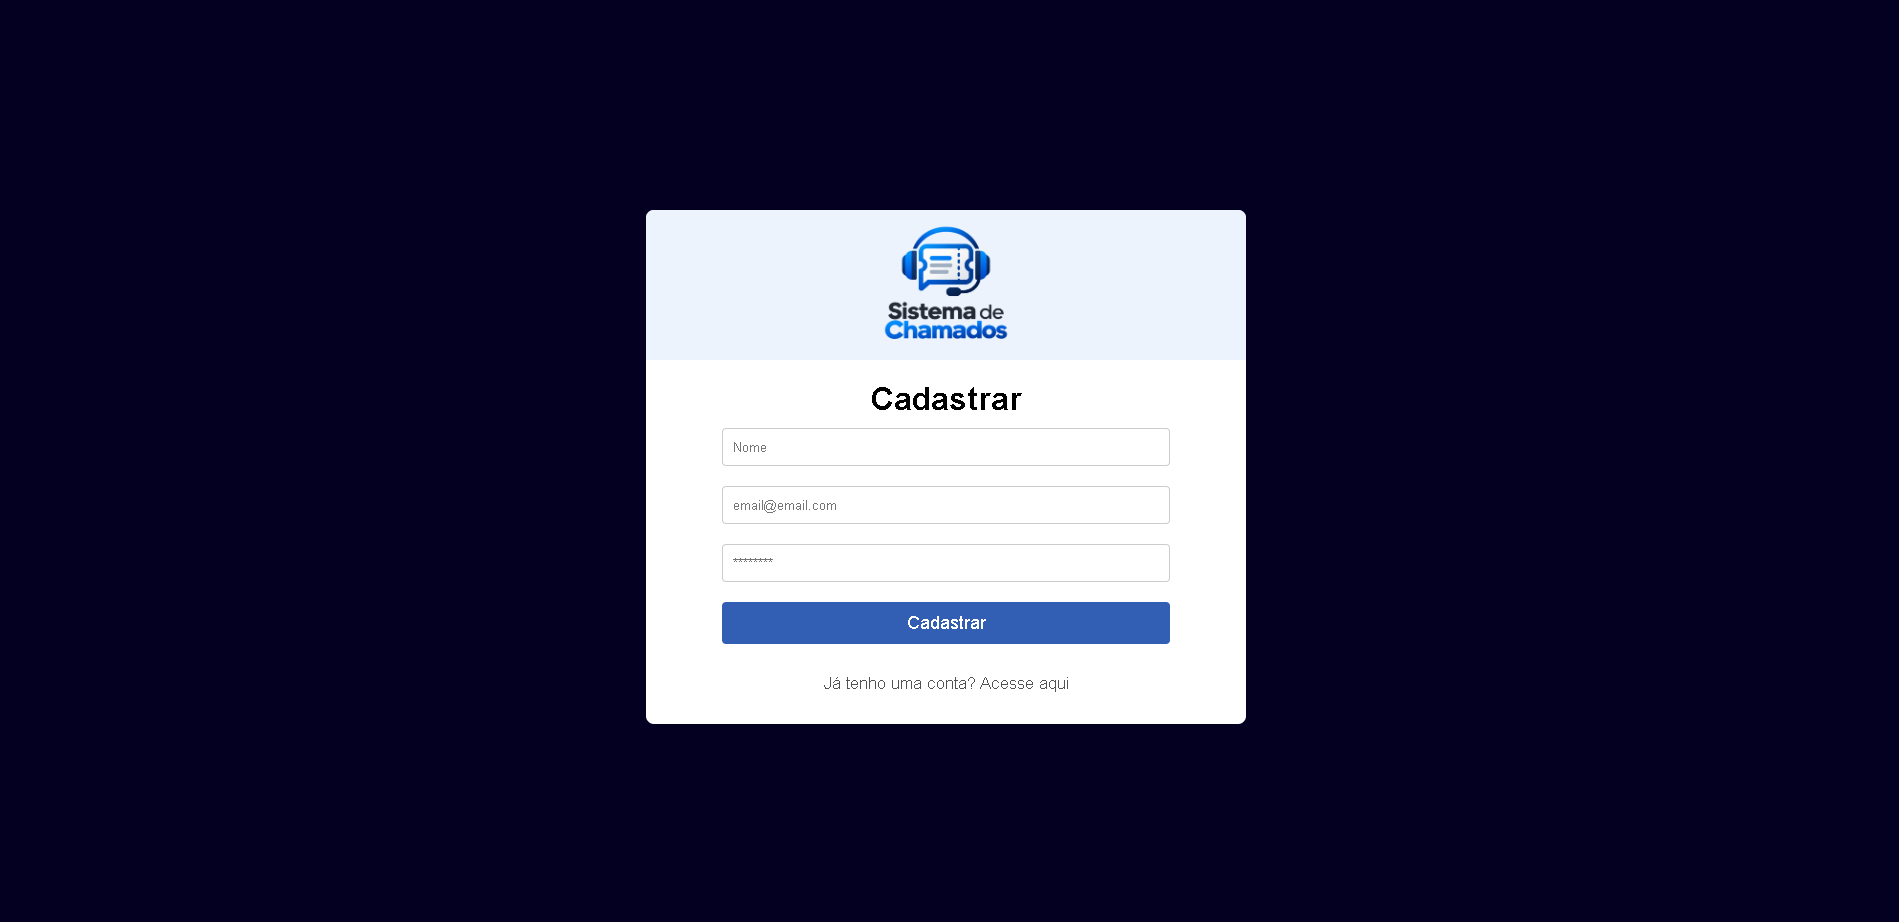 Sistema de
Chamados
Cadastrar
Nome
email@email.com
********
Cadastrar
Já tenho uma conta? Acesse aqui